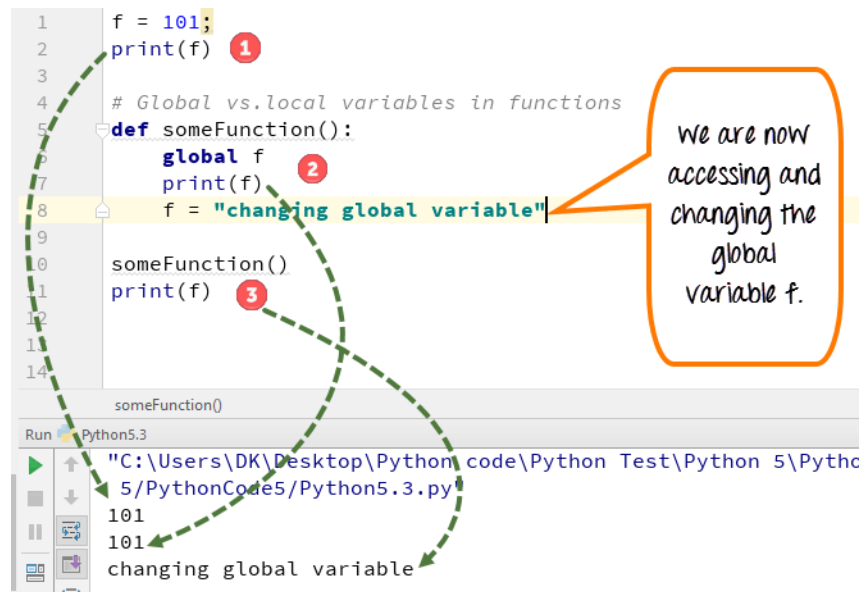 1 f = 101;
2 print(f) 1
3
4 # Global vs.local variables in functions
5 def someFunction():
6 global f 2
7 print(f)
8 f = "changing global variable"
9
10 someFunction()
11 print(f) 3
12
13
14
We are now
accessing and
changing the
global
variable f.
someFunction()
Run Python5.3
"C:\Users\DK\Desktop\Python code\Python Test\Python 5\Pytho
5/PythonCode5/Python5.3.py"
101
101
changing global variable